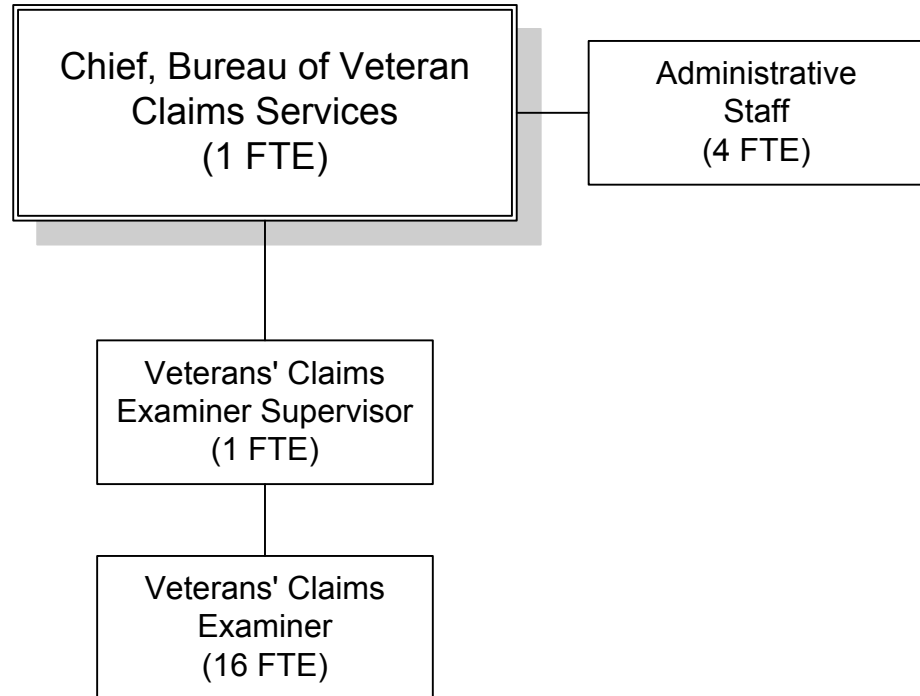 Chief, Bureau of Veteran
Claims Services
(1 FTE)
Administrative
Staff
(4 FTE)
Veterans' Claims
Examiner Supervisor
(1 FTE)
Veterans' Claims
Examiner
(16 FTE)